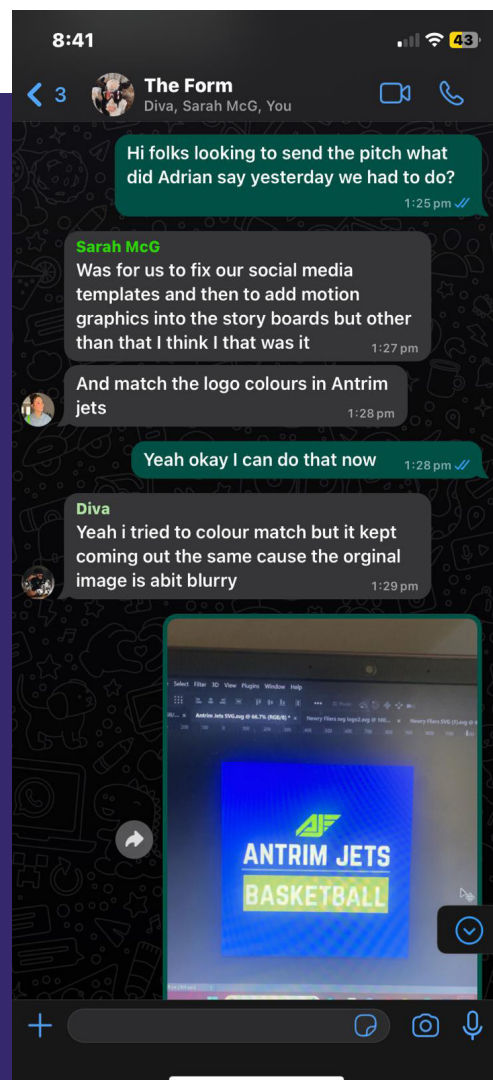 8:41
43
3
The Form
Diva, Sarah McG, You
Hi folks looking to send the pitch what
did Adrian say yesterday we had to do?
1:25 pm
Sarah McG
Was for us to fix our social media
templates and then to add motion
graphics into the story boards but other
than that I think I that was it
1:27 pm
And match the logo colours in Antrim
jets
1:28 pm
Yeah okay I can do that now
1:28 pm
Diva
Yeah i tried to colour match but it kept
coming out the same cause the orginal
image is abit blurry
1:29 pm
Select Filter 3D View Plugins Window Help
Antrim Jets SVG.svg @ 66.7% (RGB/8) *
AJ
ANTRIM JETS
BASKETBALL